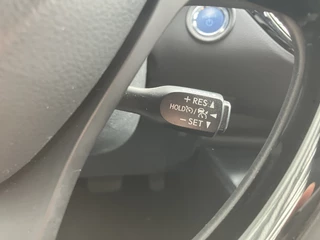 + RES ▲
HOLD /
− SET ▼